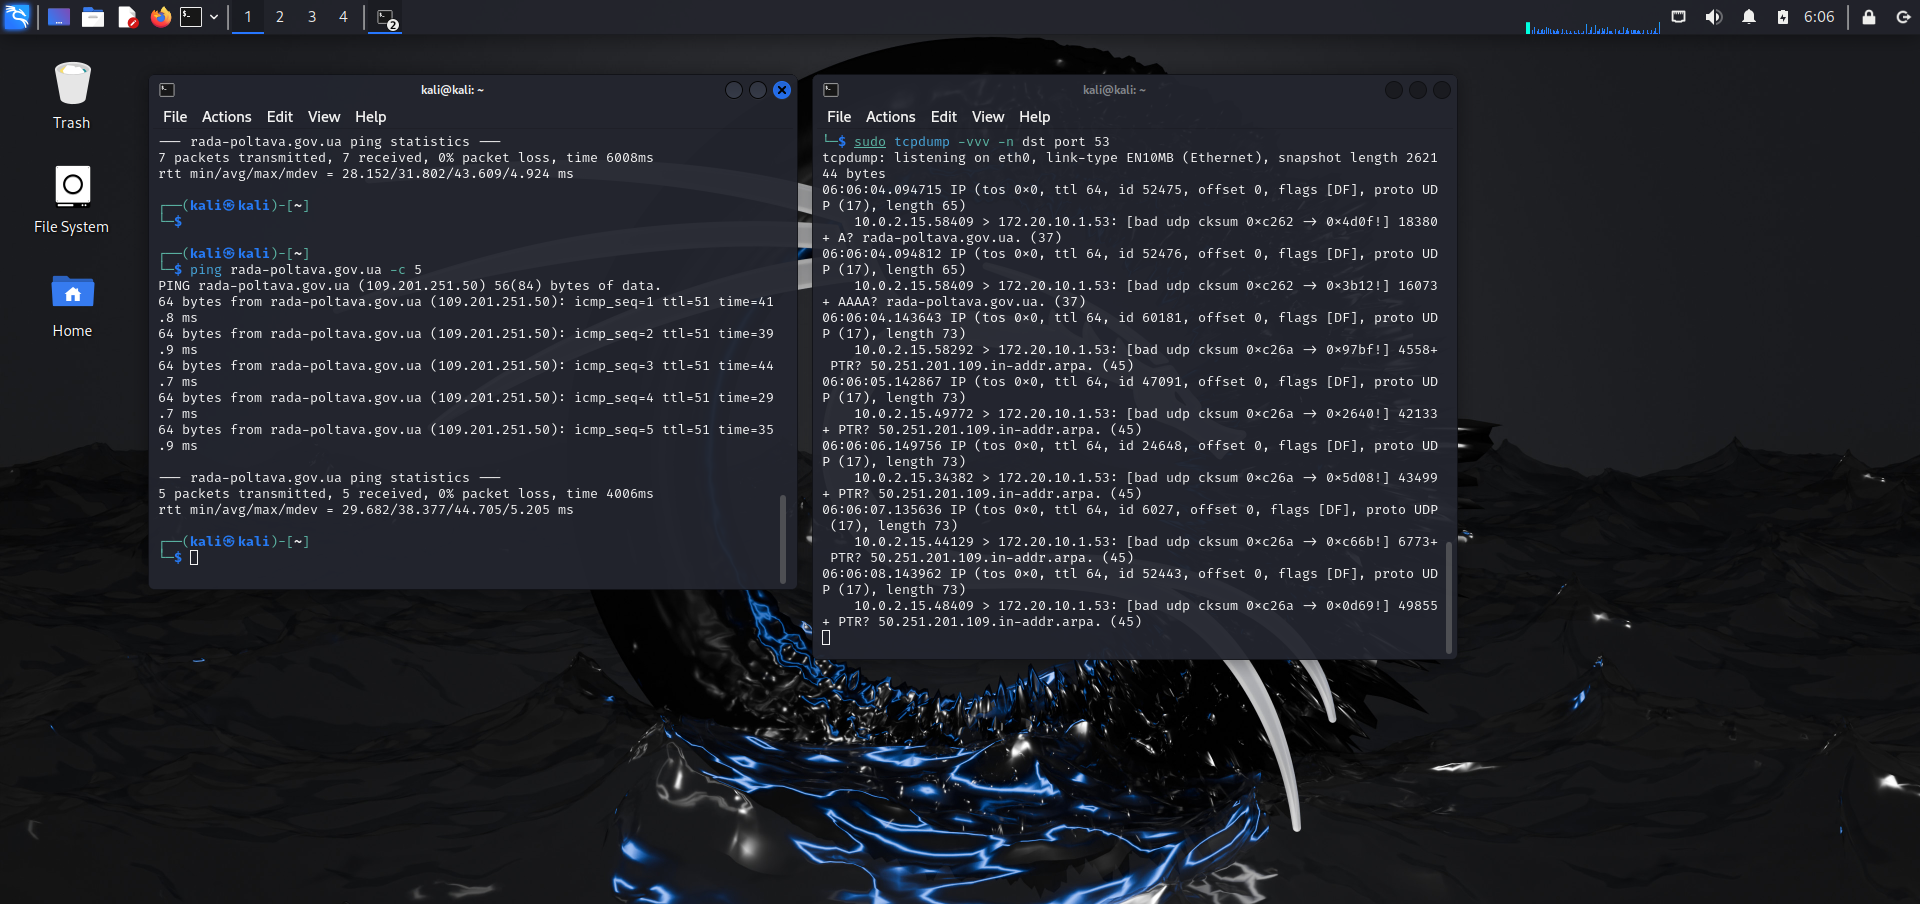 1 2 3 4
2
6:06
Trash
File System
Home
kali@kali: ~
File Actions Edit View Help
—— rada-poltava.gov.ua ping statistics ——
7 packets transmitted, 7 received, 0% packet loss, time 6008ms
rtt min/avg/max/mdev = 28.152/31.802/43.609/4.924 ms
┌──(kali㉿kali)-[~]
└─$
┌──(kali㉿kali)-[~]
└─$ ping rada-poltava.gov.ua -c 5
PING rada-poltava.gov.ua (109.201.251.50) 56(84) bytes of data.
64 bytes from rada-poltava.gov.ua (109.201.251.50): icmp_seq=1 ttl=51 time=41
.8 ms
64 bytes from rada-poltava.gov.ua (109.201.251.50): icmp_seq=2 ttl=51 time=39
.9 ms
64 bytes from rada-poltava.gov.ua (109.201.251.50): icmp_seq=3 ttl=51 time=44
.7 ms
64 bytes from rada-poltava.gov.ua (109.201.251.50): icmp_seq=4 ttl=51 time=29
.7 ms
64 bytes from rada-poltava.gov.ua (109.201.251.50): icmp_seq=5 ttl=51 time=35
.9 ms
—— rada-poltava.gov.ua ping statistics ——
5 packets transmitted, 5 received, 0% packet loss, time 4006ms
rtt min/avg/max/mdev = 29.682/38.377/44.705/5.205 ms
┌──(kali㉿kali)-[~]
└─$
kali@kali: ~
File Actions Edit View Help
└─$ sudo tcpdump -vvv -n dst port 53
tcpdump: listening on eth0, link-type EN10MB (Ethernet), snapshot length 2621
44 bytes
06:06:04.094715 IP (tos 0×0, ttl 64, id 52475, offset 0, flags [DF], proto UD
P (17), length 65)
10.0.2.15.58409 > 172.20.10.1.53: [bad udp cksum 0×c262 → 0×4d0f!] 18380
+ A? rada-poltava.gov.ua. (37)
06:06:04.094812 IP (tos 0×0, ttl 64, id 52476, offset 0, flags [DF], proto UD
P (17), length 65)
10.0.2.15.58409 > 172.20.10.1.53: [bad udp cksum 0×c262 → 0×3b12!] 16073
+ AAAA? rada-poltava.gov.ua. (37)
06:06:04.143643 IP (tos 0×0, ttl 64, id 60181, offset 0, flags [DF], proto UD
P (17), length 73)
10.0.2.15.58292 > 172.20.10.1.53: [bad udp cksum 0×c26a → 0×97bf!] 4558+
PTR? 50.251.201.109.in-addr.arpa. (45)
06:06:05.142867 IP (tos 0×0, ttl 64, id 47091, offset 0, flags [DF], proto UD
P (17), length 73)
10.0.2.15.49772 > 172.20.10.1.53: [bad udp cksum 0×c26a → 0×2640!] 42133
+ PTR? 50.251.201.109.in-addr.arpa. (45)
06:06:06.149756 IP (tos 0×0, ttl 64, id 24648, offset 0, flags [DF], proto UD
P (17), length 73)
10.0.2.15.34382 > 172.20.10.1.53: [bad udp cksum 0×c26a → 0×5d08!] 43499
+ PTR? 50.251.201.109.in-addr.arpa. (45)
06:06:07.135636 IP (tos 0×0, ttl 64, id 6027, offset 0, flags [DF], proto UDP
(17), length 73)
10.0.2.15.44129 > 172.20.10.1.53: [bad udp cksum 0×c26a → 0×c66b!] 6773+
PTR? 50.251.201.109.in-addr.arpa. (45)
06:06:08.143962 IP (tos 0×0, ttl 64, id 52443, offset 0, flags [DF], proto UD
P (17), length 73)
10.0.2.15.48409 > 172.20.10.1.53: [bad udp cksum 0×c26a → 0×0d69!] 49855
+ PTR? 50.251.201.109.in-addr.arpa. (45)